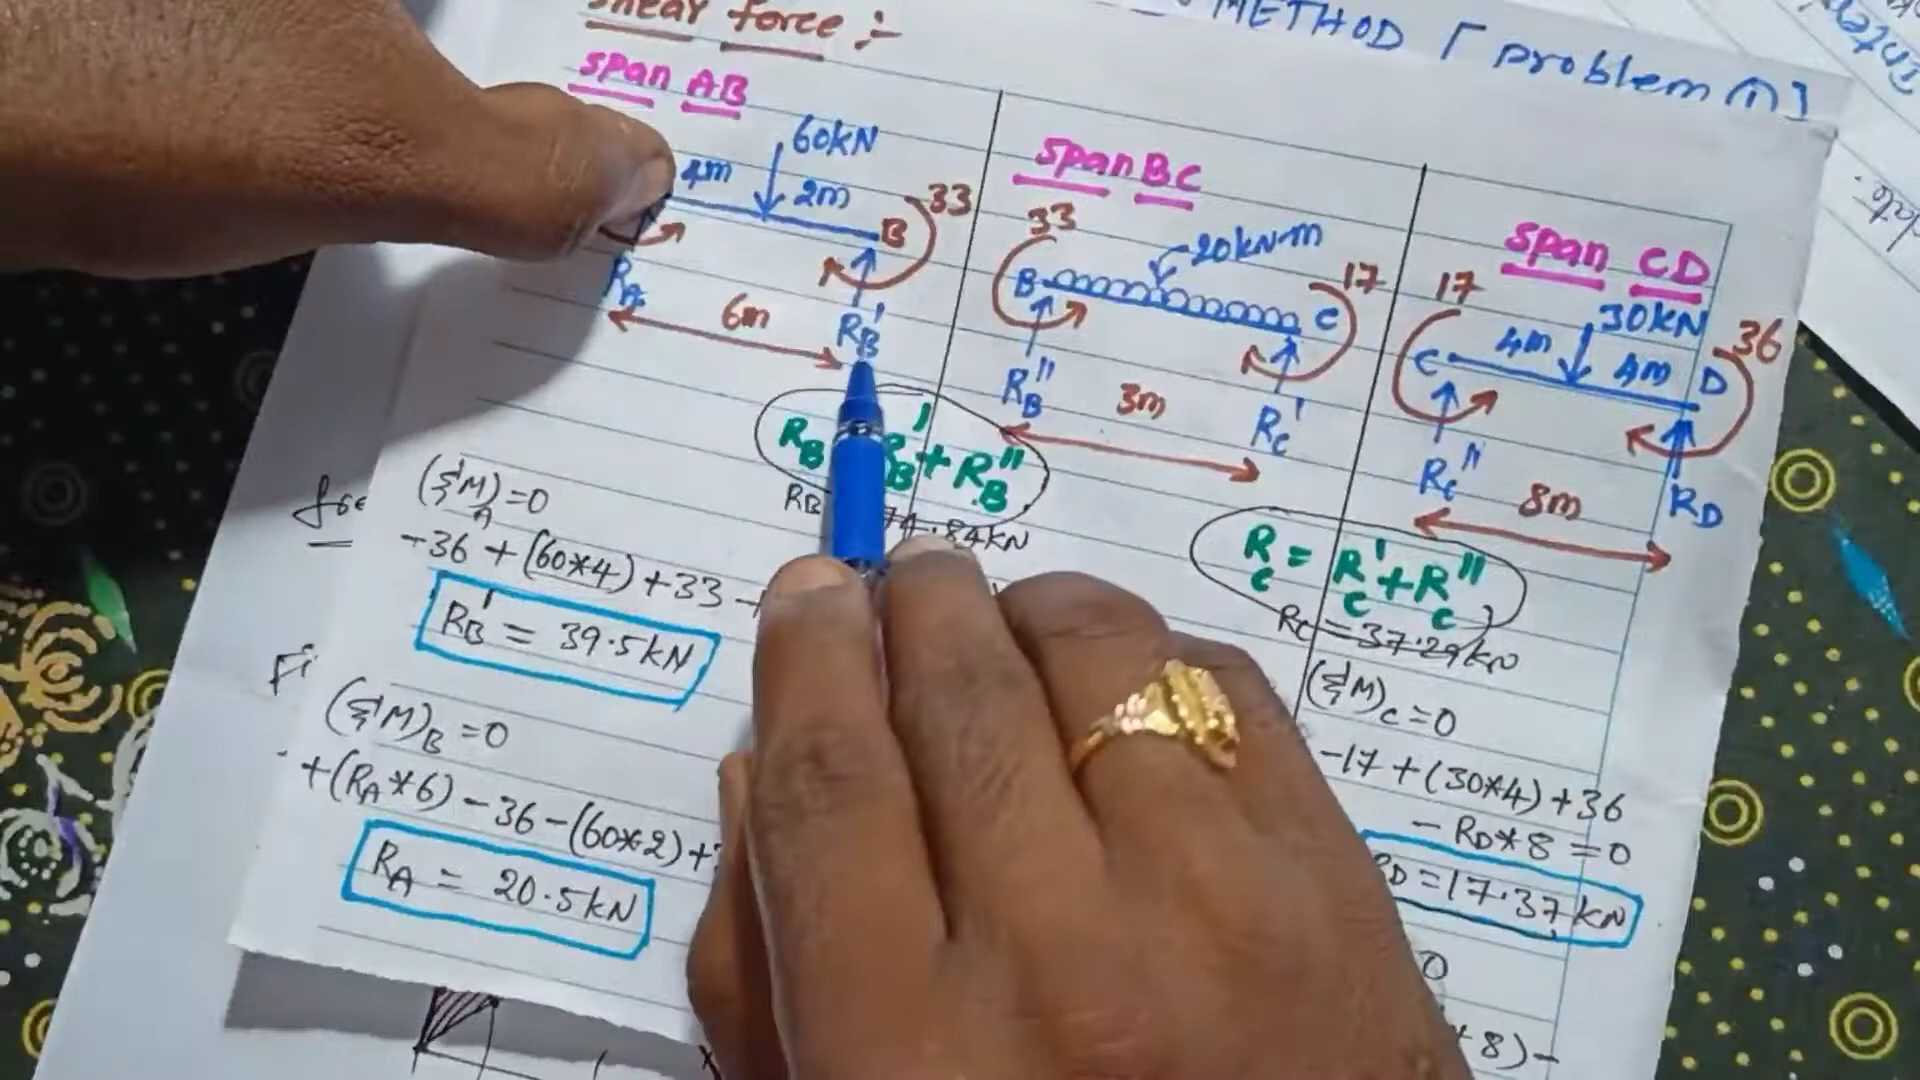 Shear force :-
METHOD [ problem (1) ]
span AB
60kN
4m
2m
33
B
RA
6m
RB'
span BC
33
20kN-m
17
B
C
RB''
3m
RC'
span CD
17
30kN
36
4m
4m
C
D
RC''
8m
RD
RB RB' + RB''
RB 74.84kN
RC = RC' + RC''
RC = 37.29kN
(ΣM)A = 0
-36 + (60*4) + 33 -
RB' = 39.5kN
(ΣM)B = 0
+(RA*6) - 36 - (60*2) +
RA = 20.5kN
(ΣM)C = 0
-17 + (30*4) + 36
- RD*8 = 0
RD = 17.37kN
0
*8) -